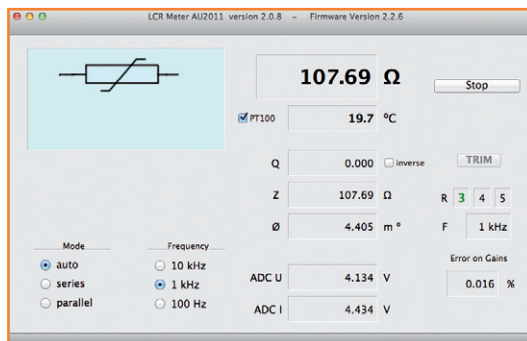 LCR Meter AU2011 version 2.0.8 – Firmware Version 2.2.6
107.69 Ω
Stop
PT100 19.7 ºC
Q 0.000 inverse
TRIM
Z 107.69 Ω
R 3 4 5
Ø 4.405 m º
F 1 kHz
Mode
auto
series
parallel
Frequency
10 kHz
1 kHz
100 Hz
ADC U 4.134 V
ADC I 4.434 V
Error on Gains
0.016 %